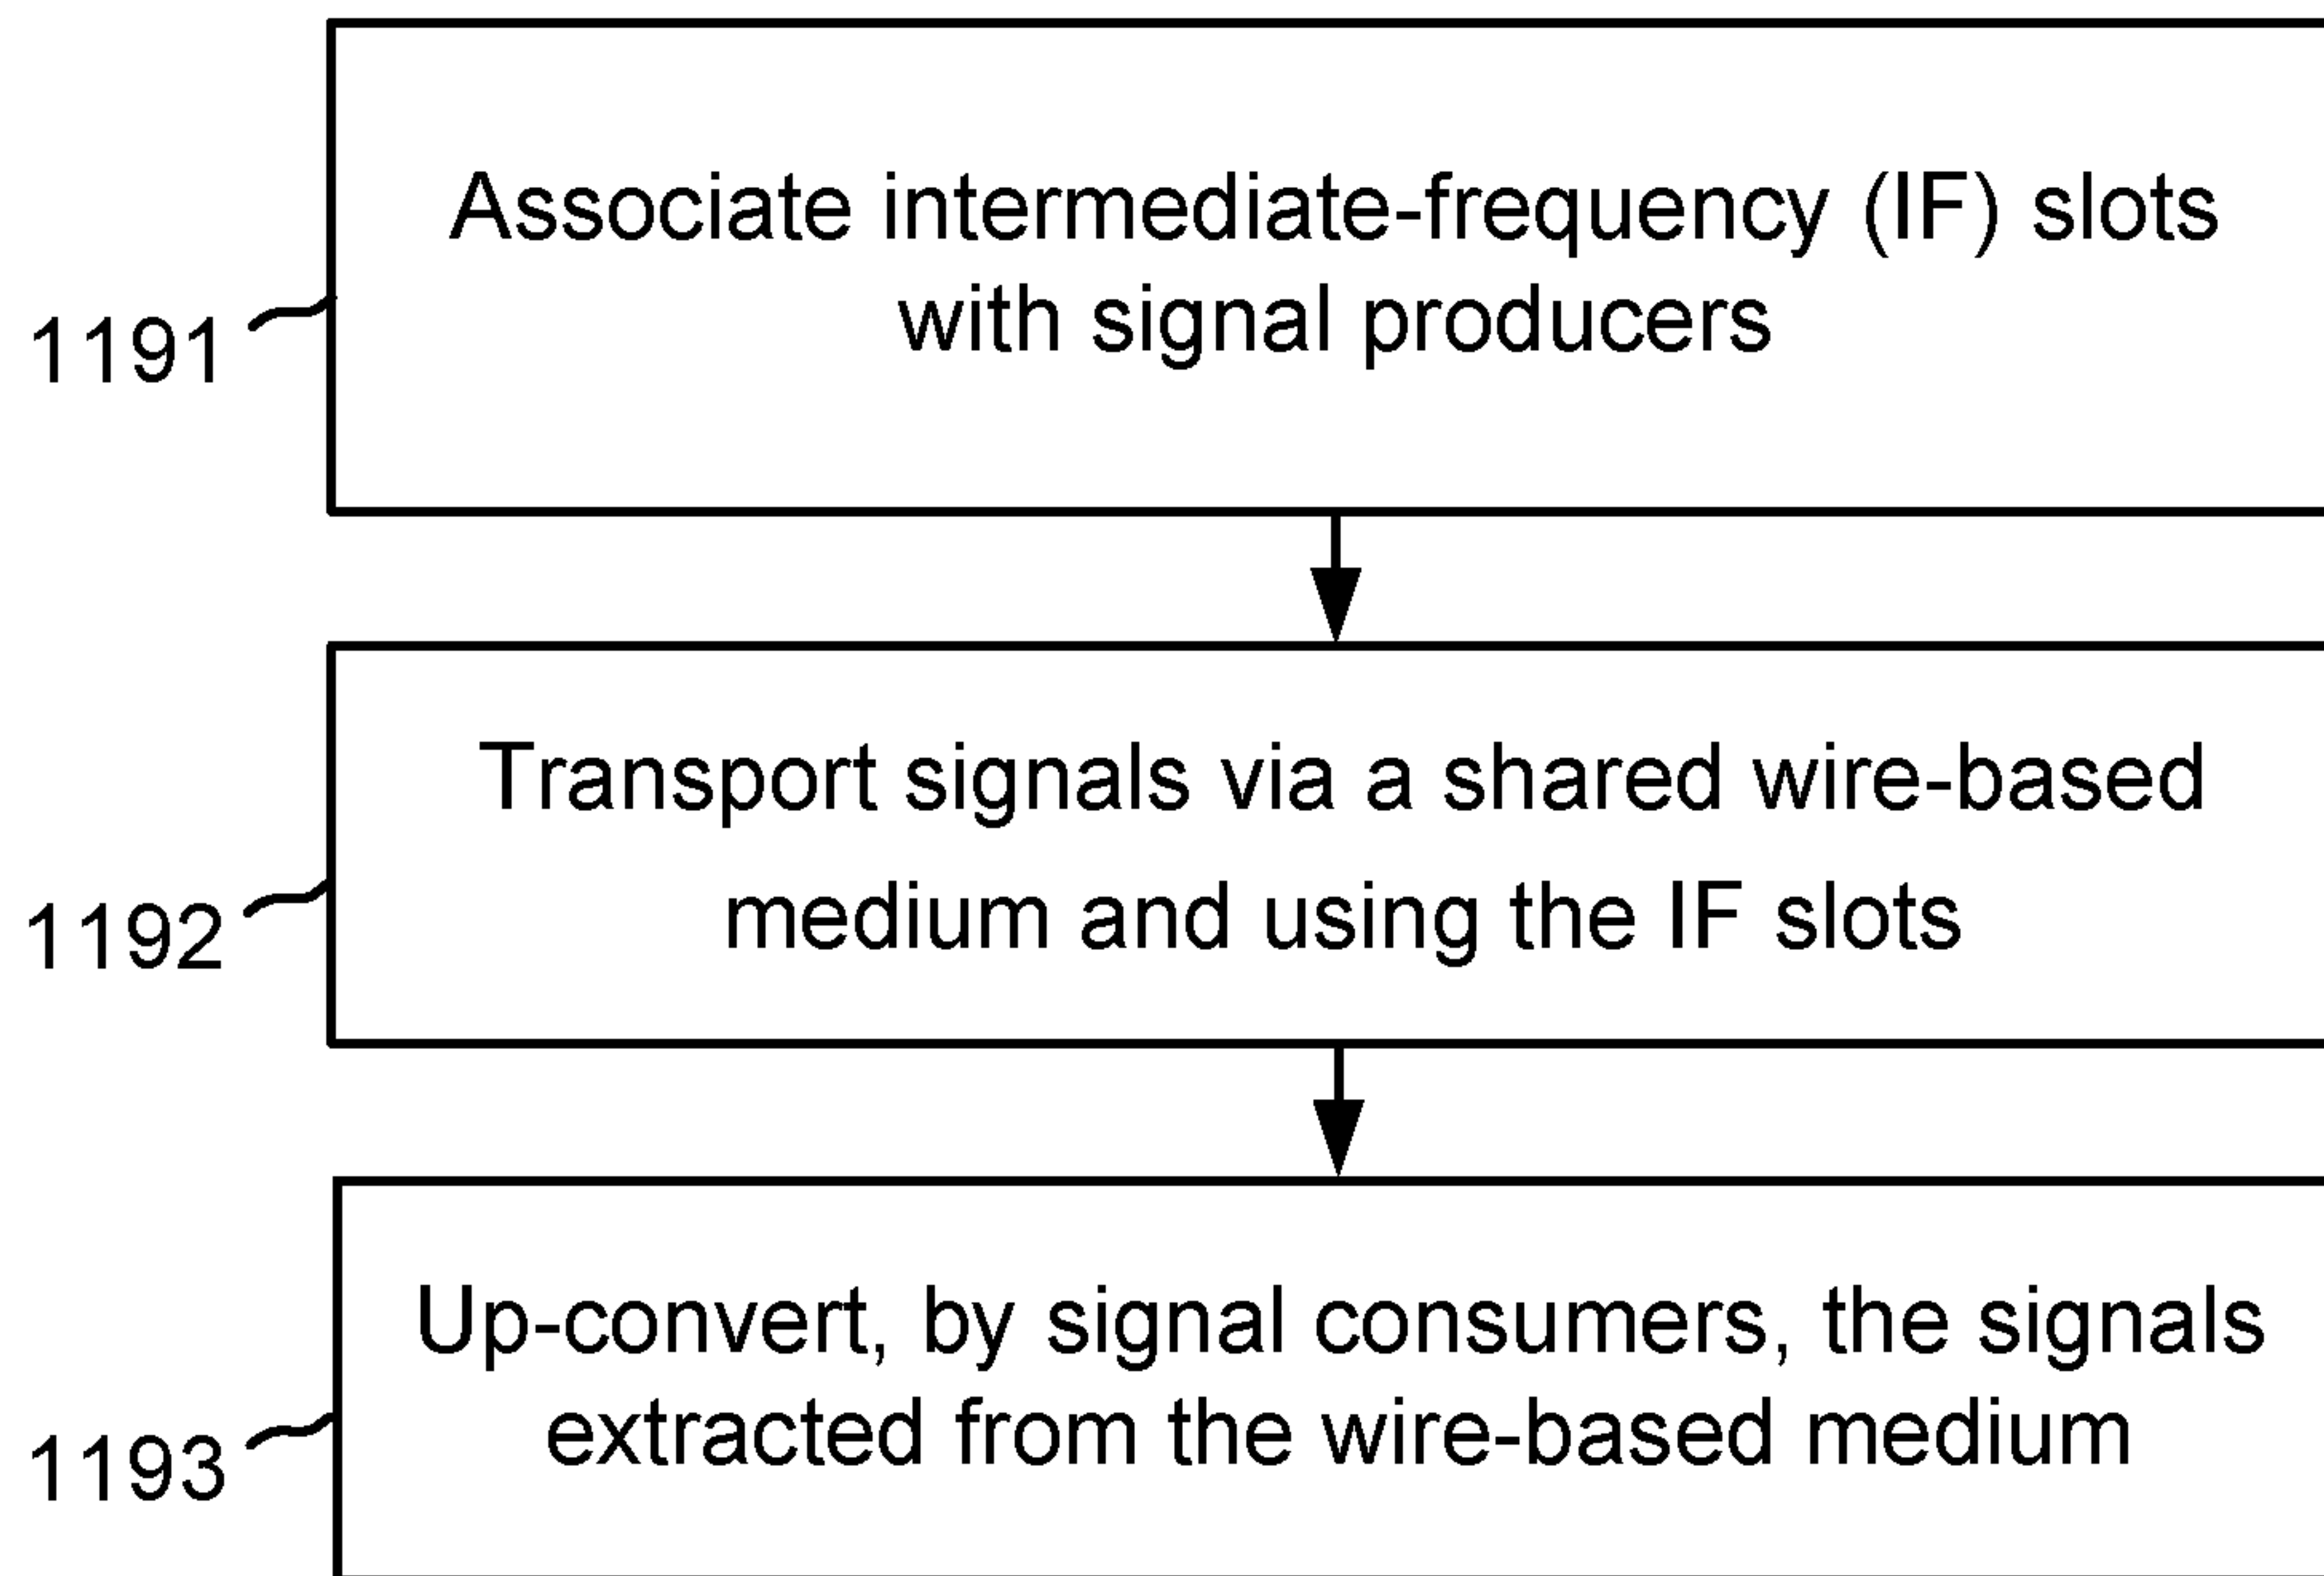 Associate intermediate-frequency (IF) slots
with signal producers
1191
Transport signals via a shared wire-based
medium and using the IF slots
1192
Up-convert, by signal consumers, the signals
extracted from the wire-based medium
1193